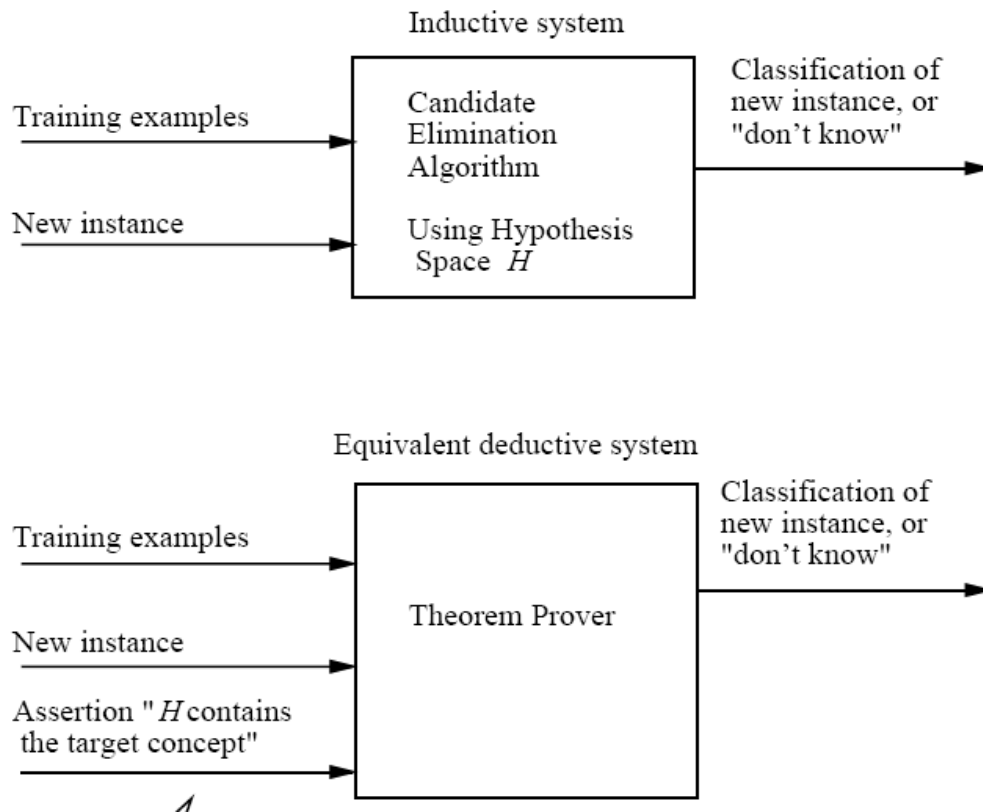 Inductive system
Training examples
New instance
Candidate
Elimination
Algorithm
Using Hypothesis
Space H
Classification of
new instance, or
"don't know"
Equivalent deductive system
Training examples
New instance
Assertion " H contains
the target concept"
Theorem Prover
Classification of
new instance, or
"don't know"